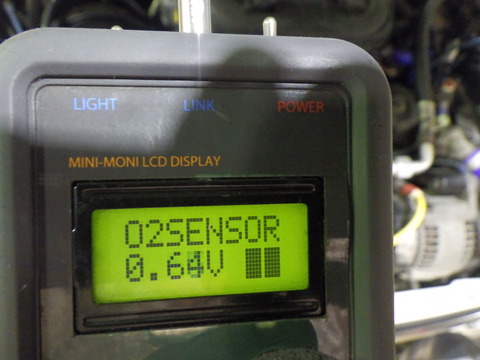 LIGHT LINK POWER
MINI-MONI LCD DISPLAY
O2SENSOR
0.64V